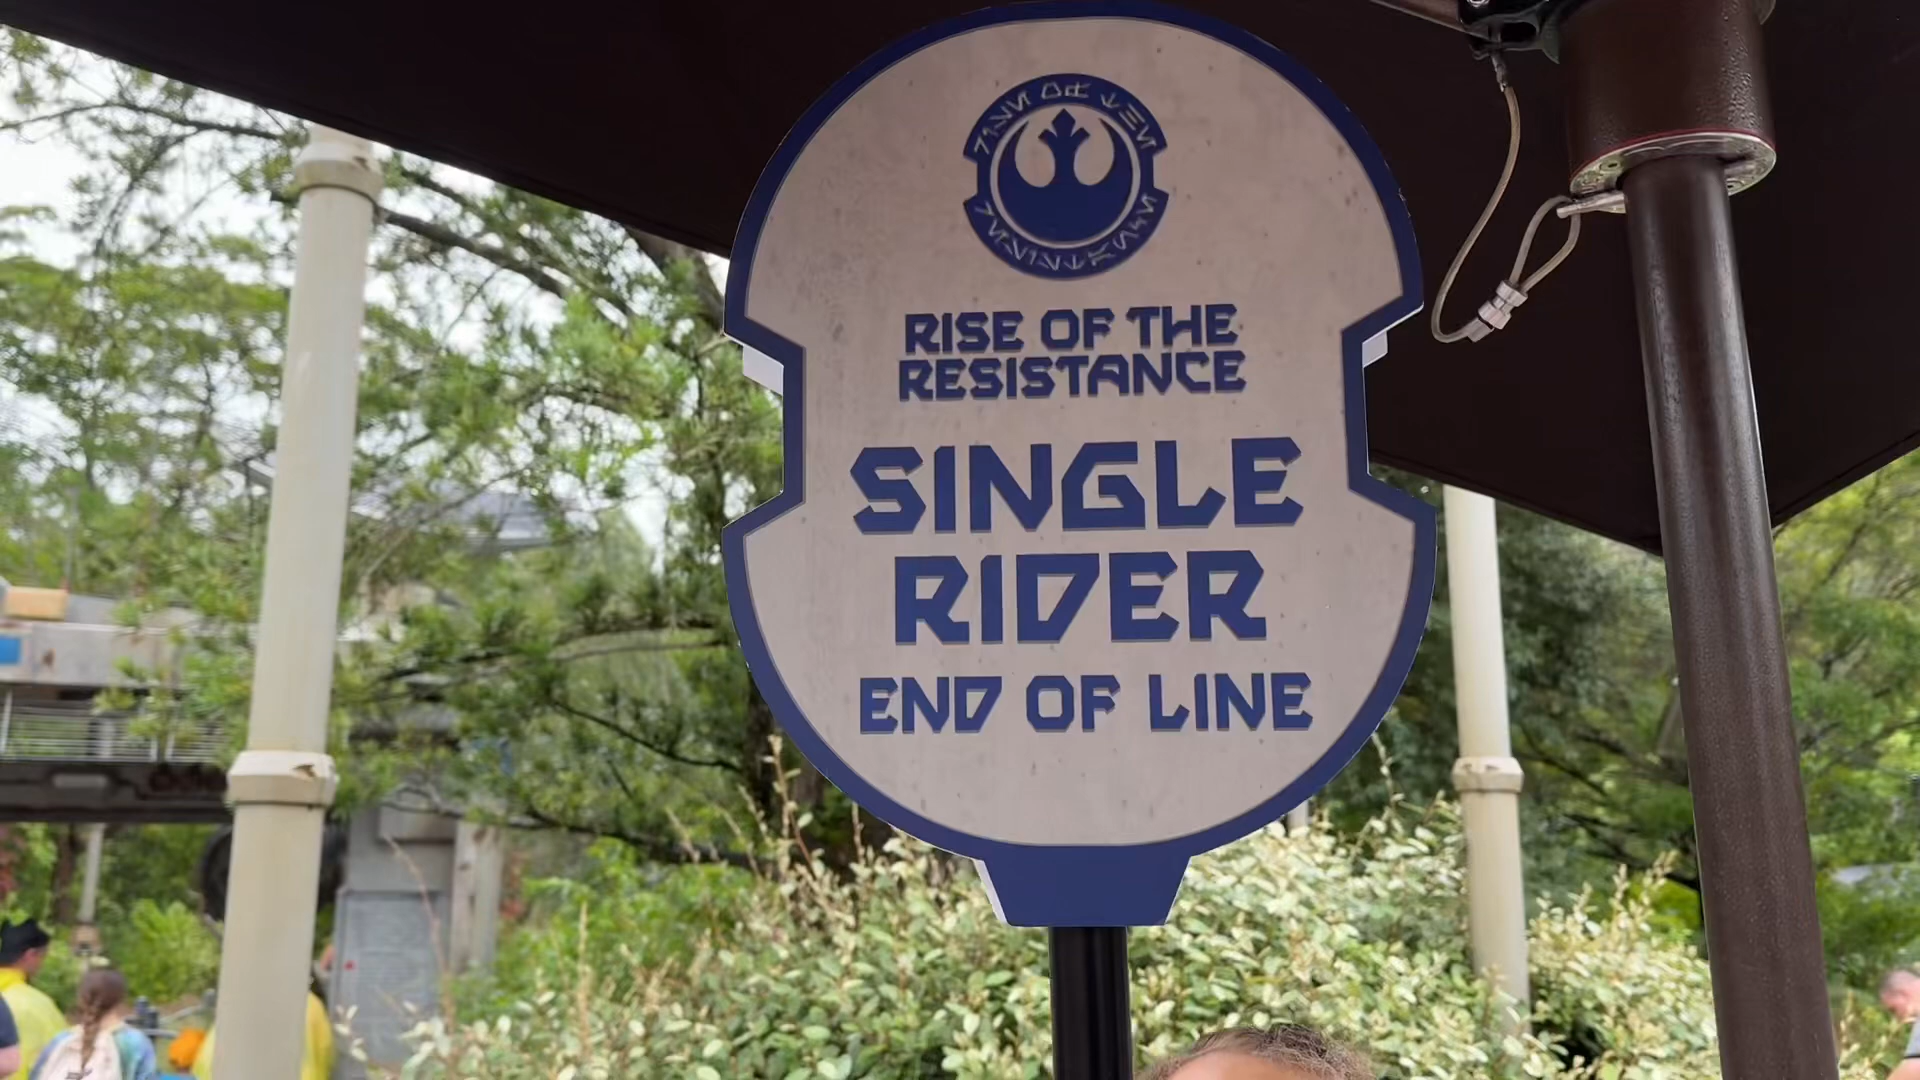 RISE OF THE
RESISTANCE
SINGLE
RIDER
END OF LINE